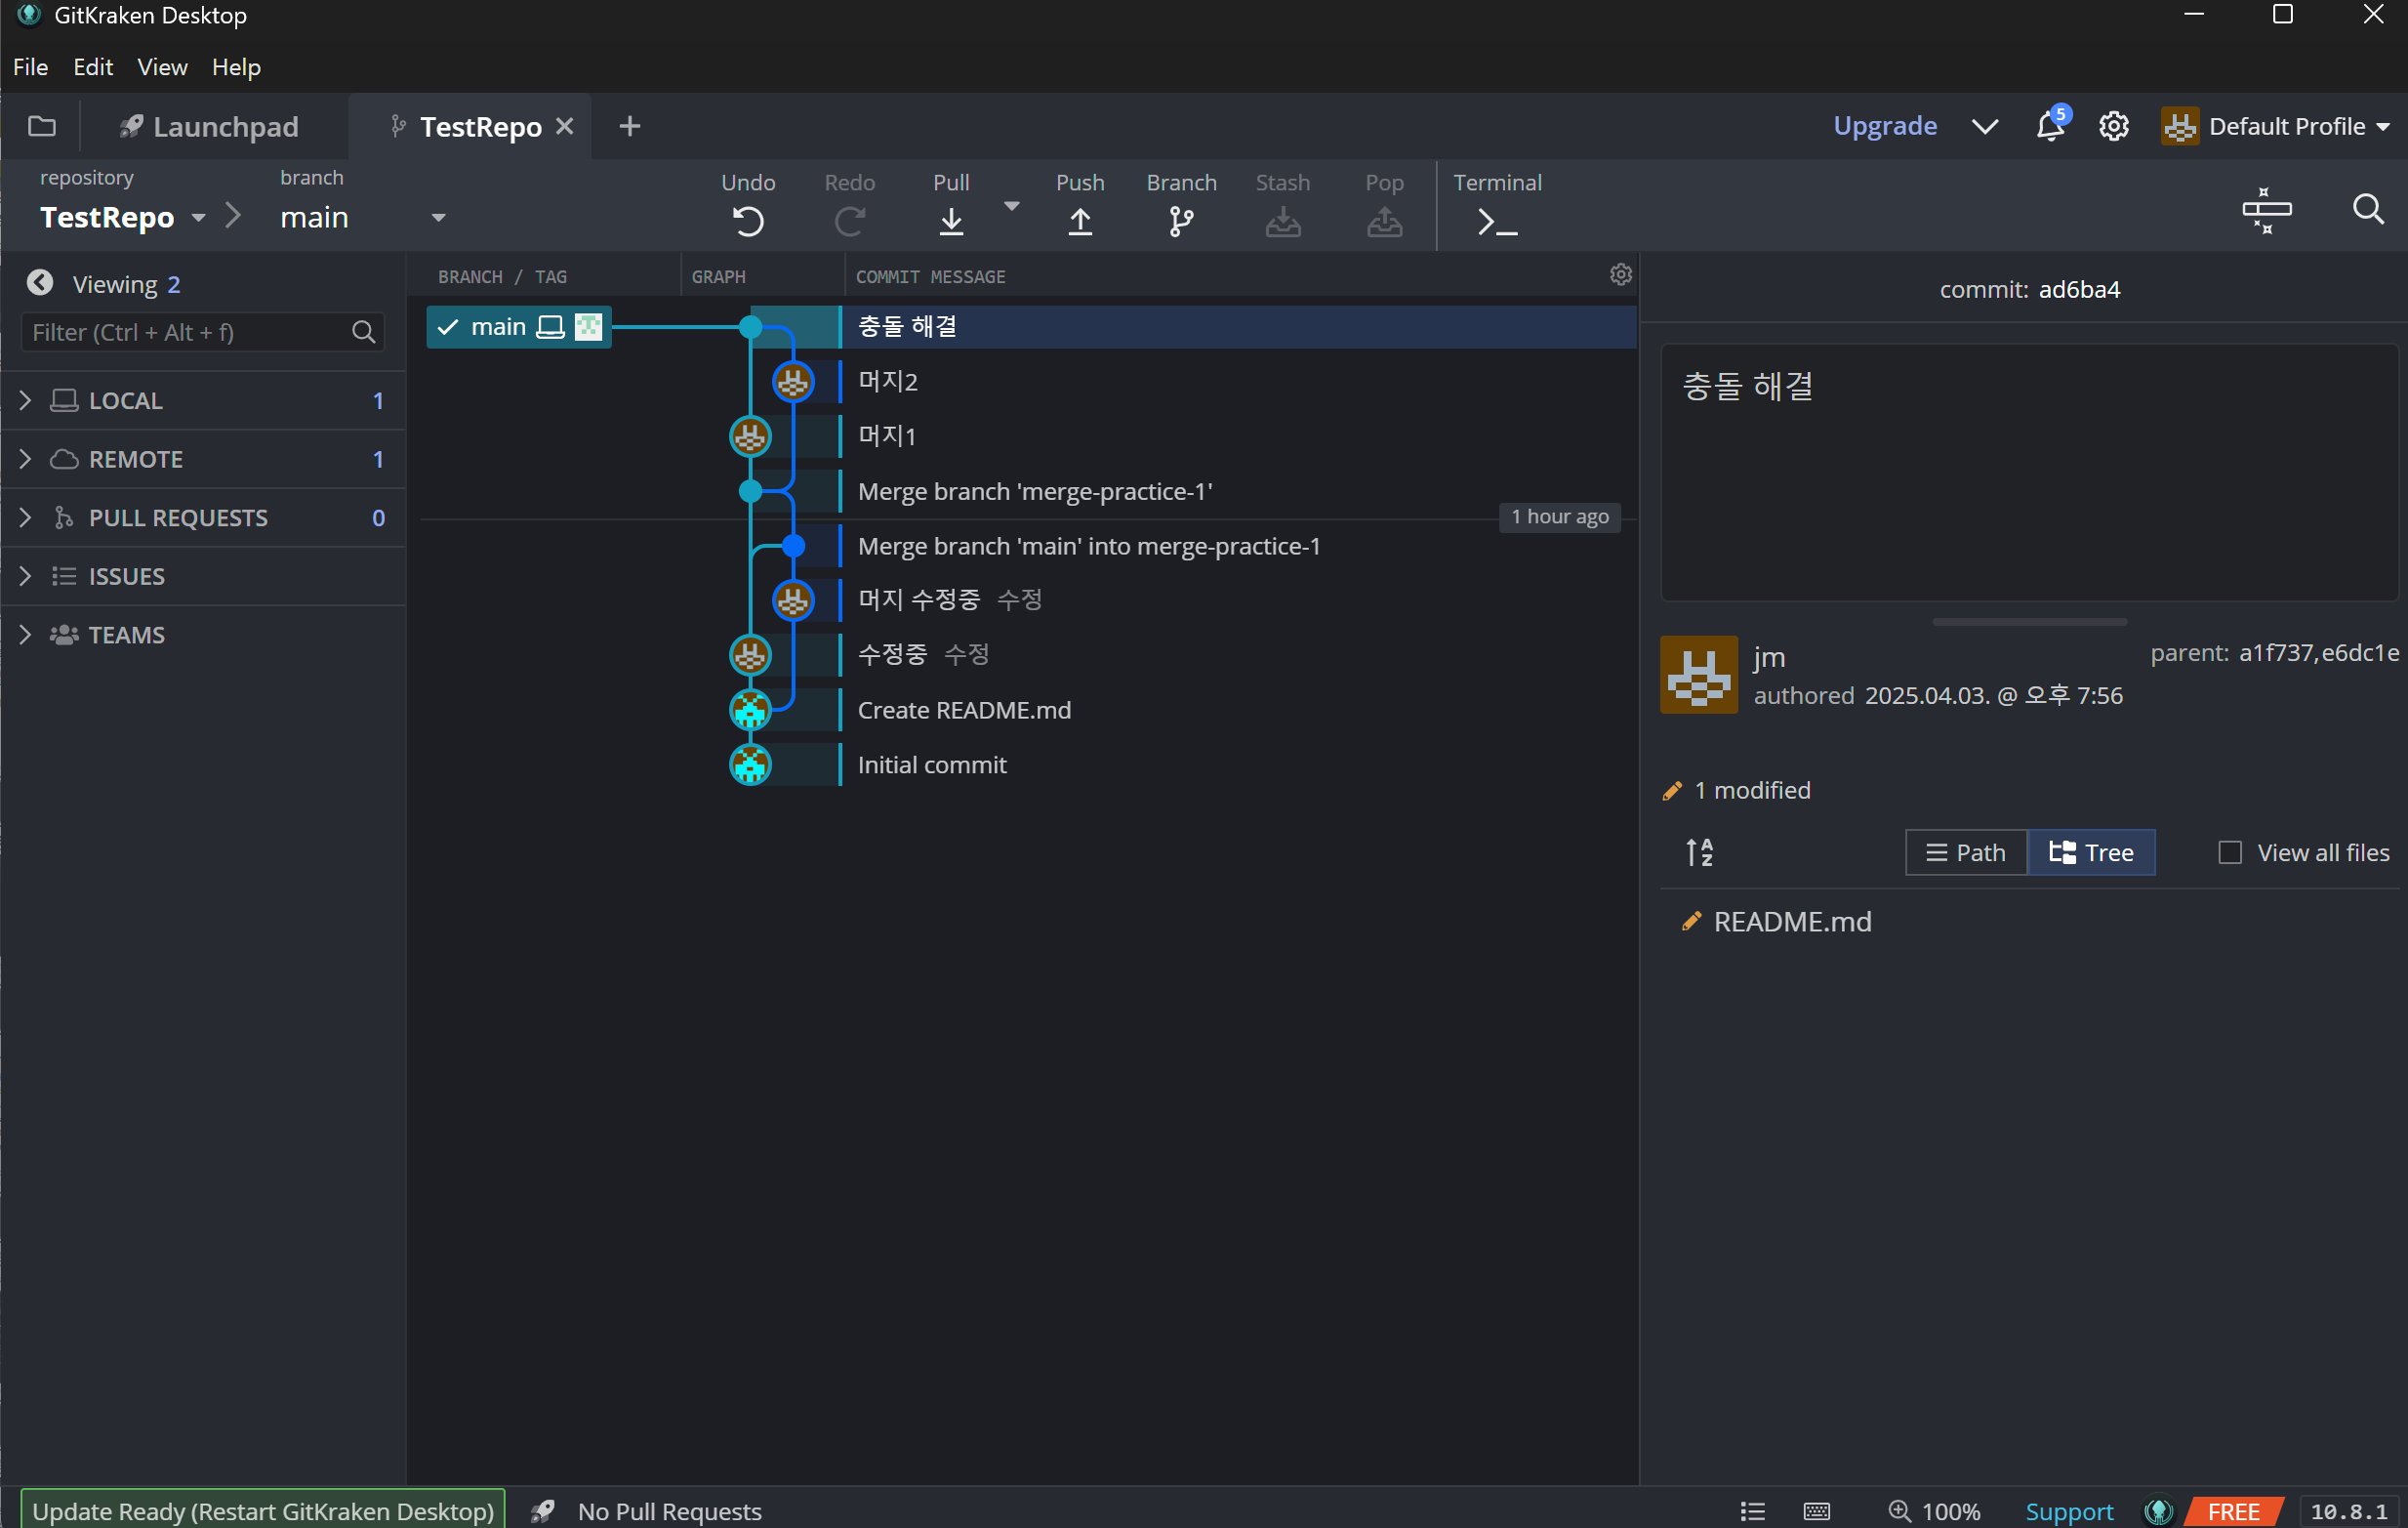 GitKraken Desktop
File Edit View Help
Launchpad TestRepo Upgrade 5 Default Profile
repository branch Undo Redo Pull Push Branch Stash Pop Terminal
TestRepo main
Viewing 2 BRANCH / TAG GRAPH COMMIT MESSAGE
Filter (Ctrl + Alt + f)
LOCAL 1
REMOTE 1
PULL REQUESTS 0
ISSUES
TEAMS
main 충돌 해결
머지2
머지1
Merge branch 'merge-practice-1'
1 hour ago
Merge branch 'main' into merge-practice-1
머지 수정중 수정
수정중 수정
Create README.md
Initial commit
commit: ad6ba4
충돌 해결
jm parent: a1f737,e6dc1e
authored 2025.04.03. @ 오후 7:56
1 modified
A Z Path Tree View all files
README.md
Update Ready (Restart GitKraken Desktop) No Pull Requests 100% Support FREE 10.8.1